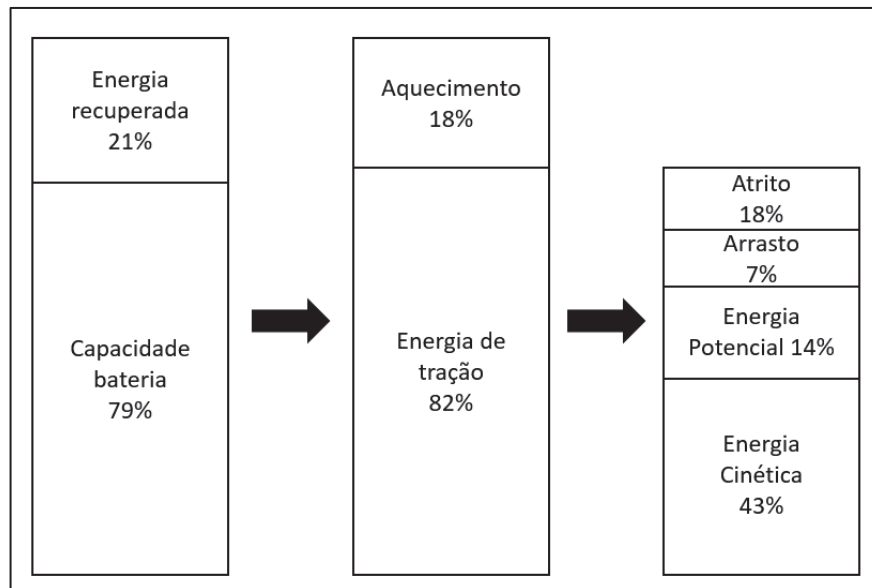 Energia
recuperada
21%
Capacidade
bateria
79%
Aquecimento
18%
Energia de
tração
82%
Atrito
18%
Arrasto
7%
Energia
Potencial 14%
Energia
Cinética
43%